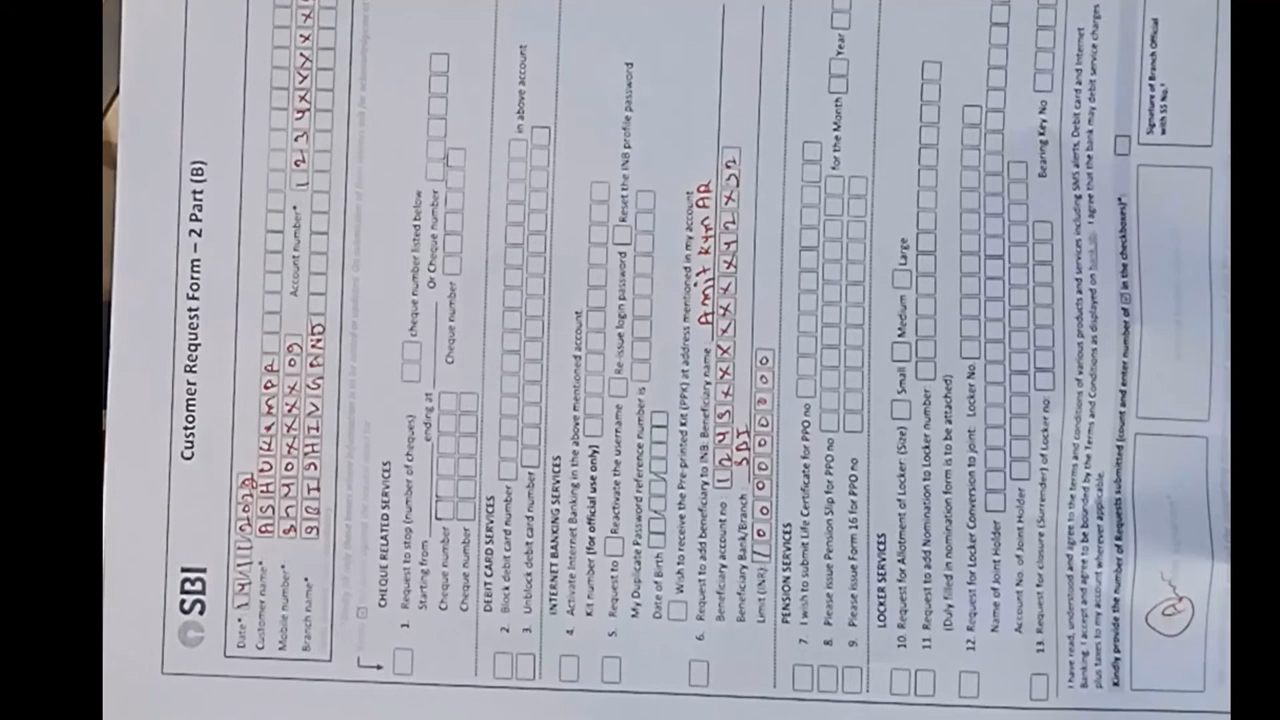 SBI Customer Request Form – 2 Part (B)
Date* 14/11/2020
Customer name* ASHUKUMAR
Mobile number* Account number* 1234XXXX
Branch name* SBISHIVGAND
CHEQUE RELATED SERVICES
1. Request to stop (number of cheques) cheque number listed below
Starting from ending at Or Cheque number
Cheque number Cheque number
Cheque number
DEBIT CARD SERVICES
2. Block debit card number in above account
3. Unblock debit card number
INTERNET BANKING SERVICES
4. Activate Internet Banking in the above mentioned account.
Kit number (for official use only)
5. Request to Reactivate the username Re-issue login password Reset the INB profile password
My Duplicate Password reference number is
Date of Birth / /
Wish to receive the Pre-printed Kit (PPK) at address mentioned in my account
6. Request to add beneficiary to INB: Beneficiary name : Amit KymAR
Beneficiary account no :
Beneficiary Bank/Branch : SBI
Limit (INR):
PENSION SERVICES
7. I wish to submit Life Certificate for PPO no
8. Please issue Pension Slip for PPO no for the Month Year
9. Please issue Form 16 for PPO no
LOCKER SERVICES
10. Request for Allotment of Locker: (Size) Small Medium Large
11. Request to add Nomination to Locker number:
(Duly filled in nomination form is to be attached)
12. Request for Locker Conversion to joint: Locker No.
Name of Joint Holder
Account No. of Joint Holder
13. Request for closure (Surrender) of Locker no: Bearing Key No
I have read, understood and agree to the terms and conditions of various products and services including SMS alerts, Debit card and Internet
Banking. I accept and agree to be bounded by the Terms and Conditions as displayed on I agree that the bank may debit service charges
plus taxes to my account wherever applicable.
Kindly provide the number of Requests submitted (count and enter number of ☑ in the checkboxes)*
Signature of Branch Official
with SS No.